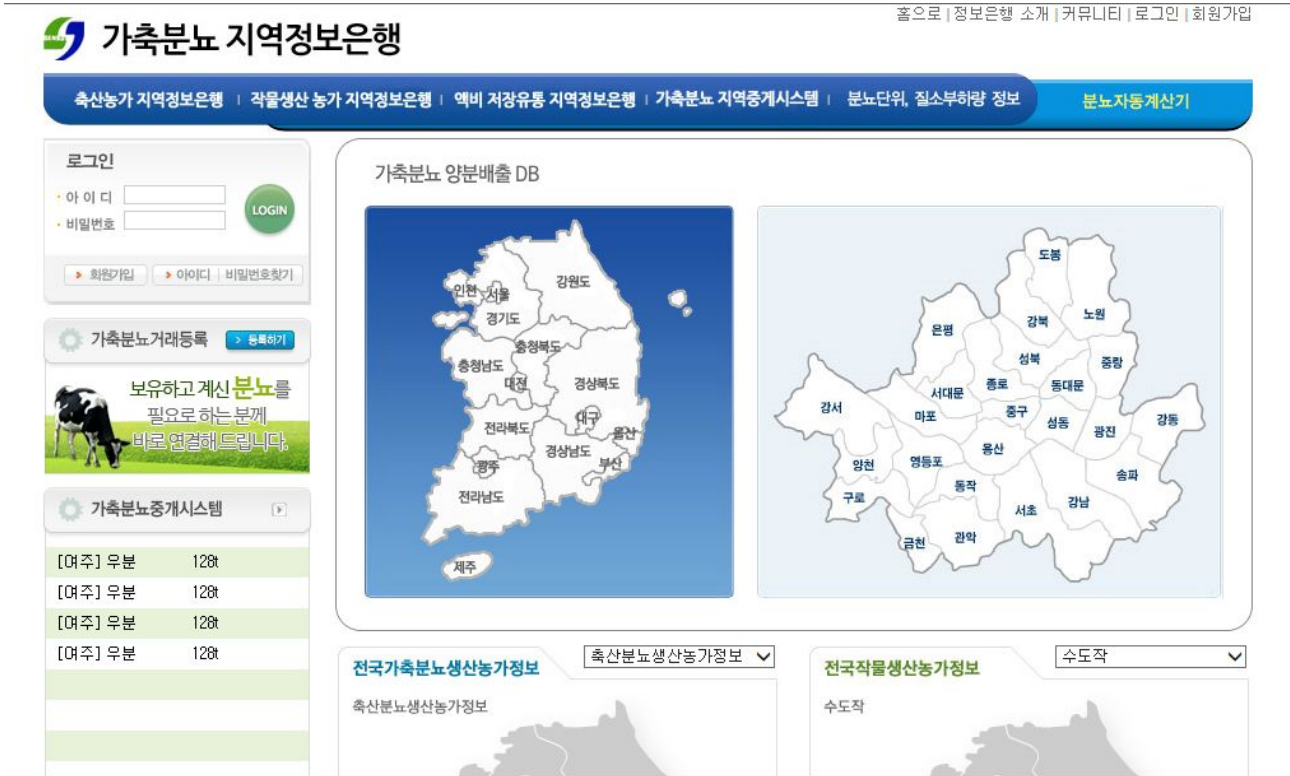 홈으로 | 정보은행 소개 | 커뮤니티 | 로그인 | 회원가입
가축분뇨 지역정보은행
축산농가 지역정보은행 | 작물생산 농가 지역정보은행 | 액비 저장유통 지역정보은행 | 가축분뇨 지역중계시스템 | 분뇨단위, 질소부하량 정보
분뇨자동계산기
로그인
아 이 디
비밀번호
LOGIN
회원가입
아이디 | 비밀번호찾기
가축분뇨거래등록
등록하기
보유하고 계신 분뇨를
필요로 하는 분께
바로 연결해 드립니다.
가축분뇨중개시스템
[여주] 우분 128t
[여주] 우분 128t
[여주] 우분 128t
[여주] 우분 128t
가축분뇨 양분배출 DB
강원도
인천
서울
경기도
충청북도
충청남도
대전
경상북도
대구
전라북도
울산
경상남도
부산
광주
전라남도
제주
도봉
노원
강북
은평
성북
중랑
서대문
종로
동대문
강서
마포
중구
성동
광진
강동
용산
양천
영등포
송파
동작
구로
서초
강남
금천
관악
전국가축분뇨생산농가정보
축산분뇨생산농가정보
축산분뇨생산농가정보
전국작물생산농가정보
수도작
수도작